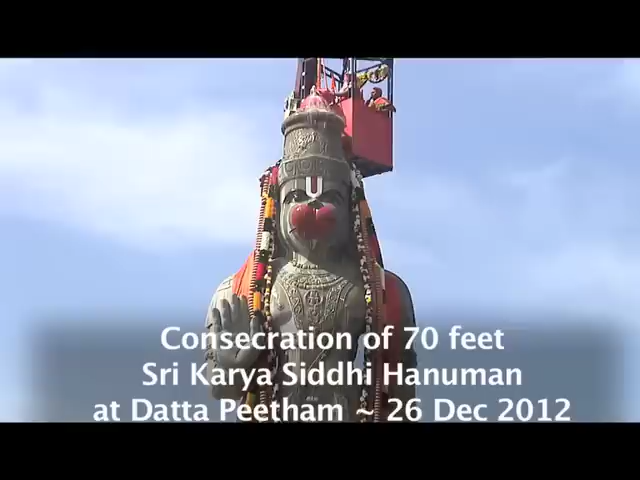 Consecration of 70 feet
Sri Karya Siddhi Hanuman
at Datta Peetham ~ 26 Dec 2012